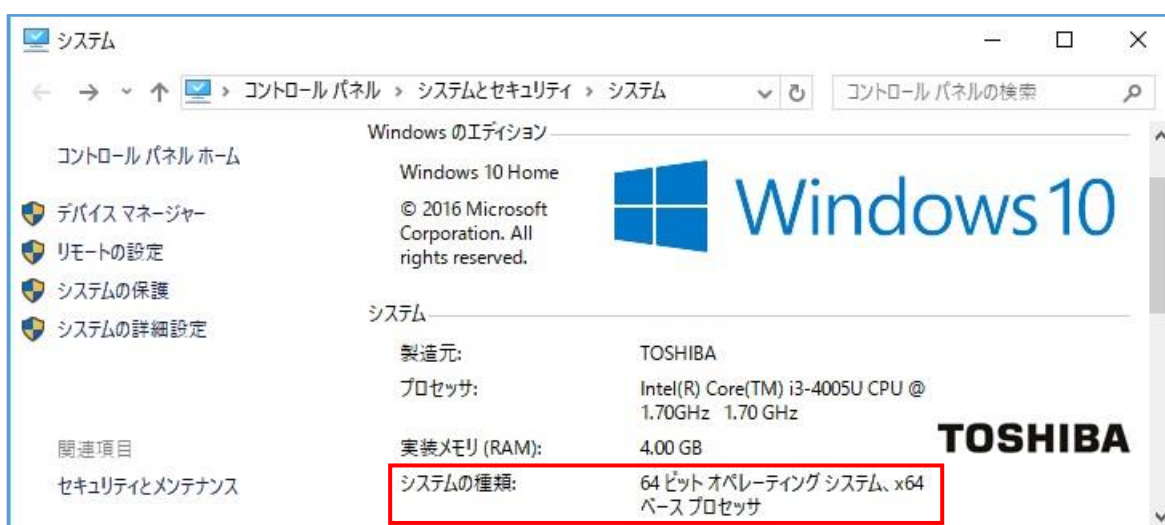 システム
コントロール パネル › システムとセキュリティ › システム
コントロール パネルの検索
コントロール パネル ホーム
デバイス マネージャー
リモートの設定
システムの保護
システムの詳細設定
関連項目
セキュリティとメンテナンス
Windows のエディション
Windows 10 Home
© 2016 Microsoft
Corporation. All
rights reserved.
Windows 10
システム
製造元: TOSHIBA
プロセッサ: Intel(R) Core(TM) i3-4005U CPU @
1.70GHz 1.70 GHz
実装メモリ (RAM): 4.00 GB
システムの種類: 64 ビット オペレーティング システム、x64
ベース プロセッサ
TOSHIBA